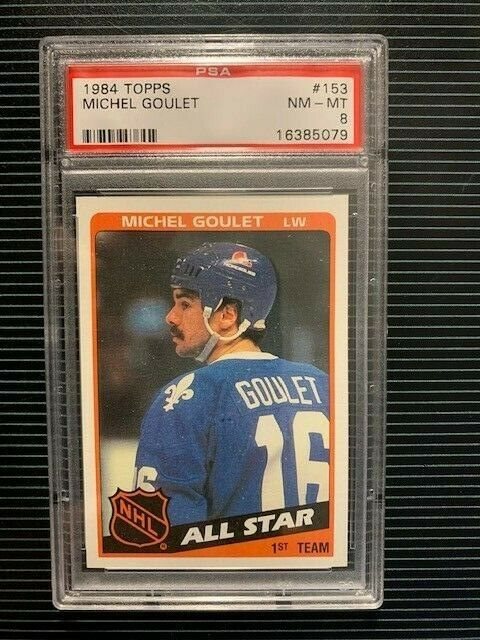 PSA
1984 TOPPS #153
MICHEL GOULET NM-MT
8
16385079
MICHEL GOULET LW
GOULET
16
16
NHL
ALL STAR
1ST TEAM